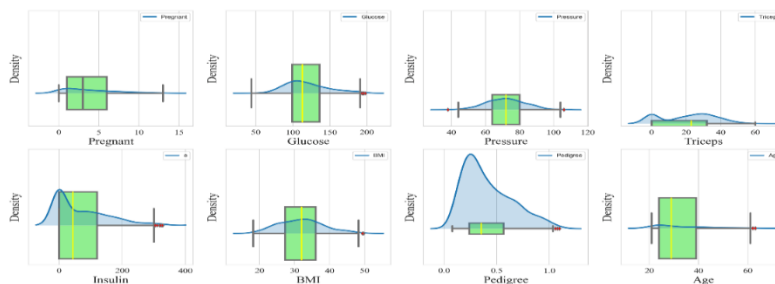 Pregnant Glucose Pressure Tricep
Density Density Density Density
0 5 10 15 50 100 150 200 40 60 80 100 120 0 20 40 60
Pregnant Glucose Pressure Triceps
BMI Pedigree Ag
Density Density Density Density
0 200 400 20 30 40 50 0.0 0.5 1.0 20 40 60
Insulin BMI Pedigree Age